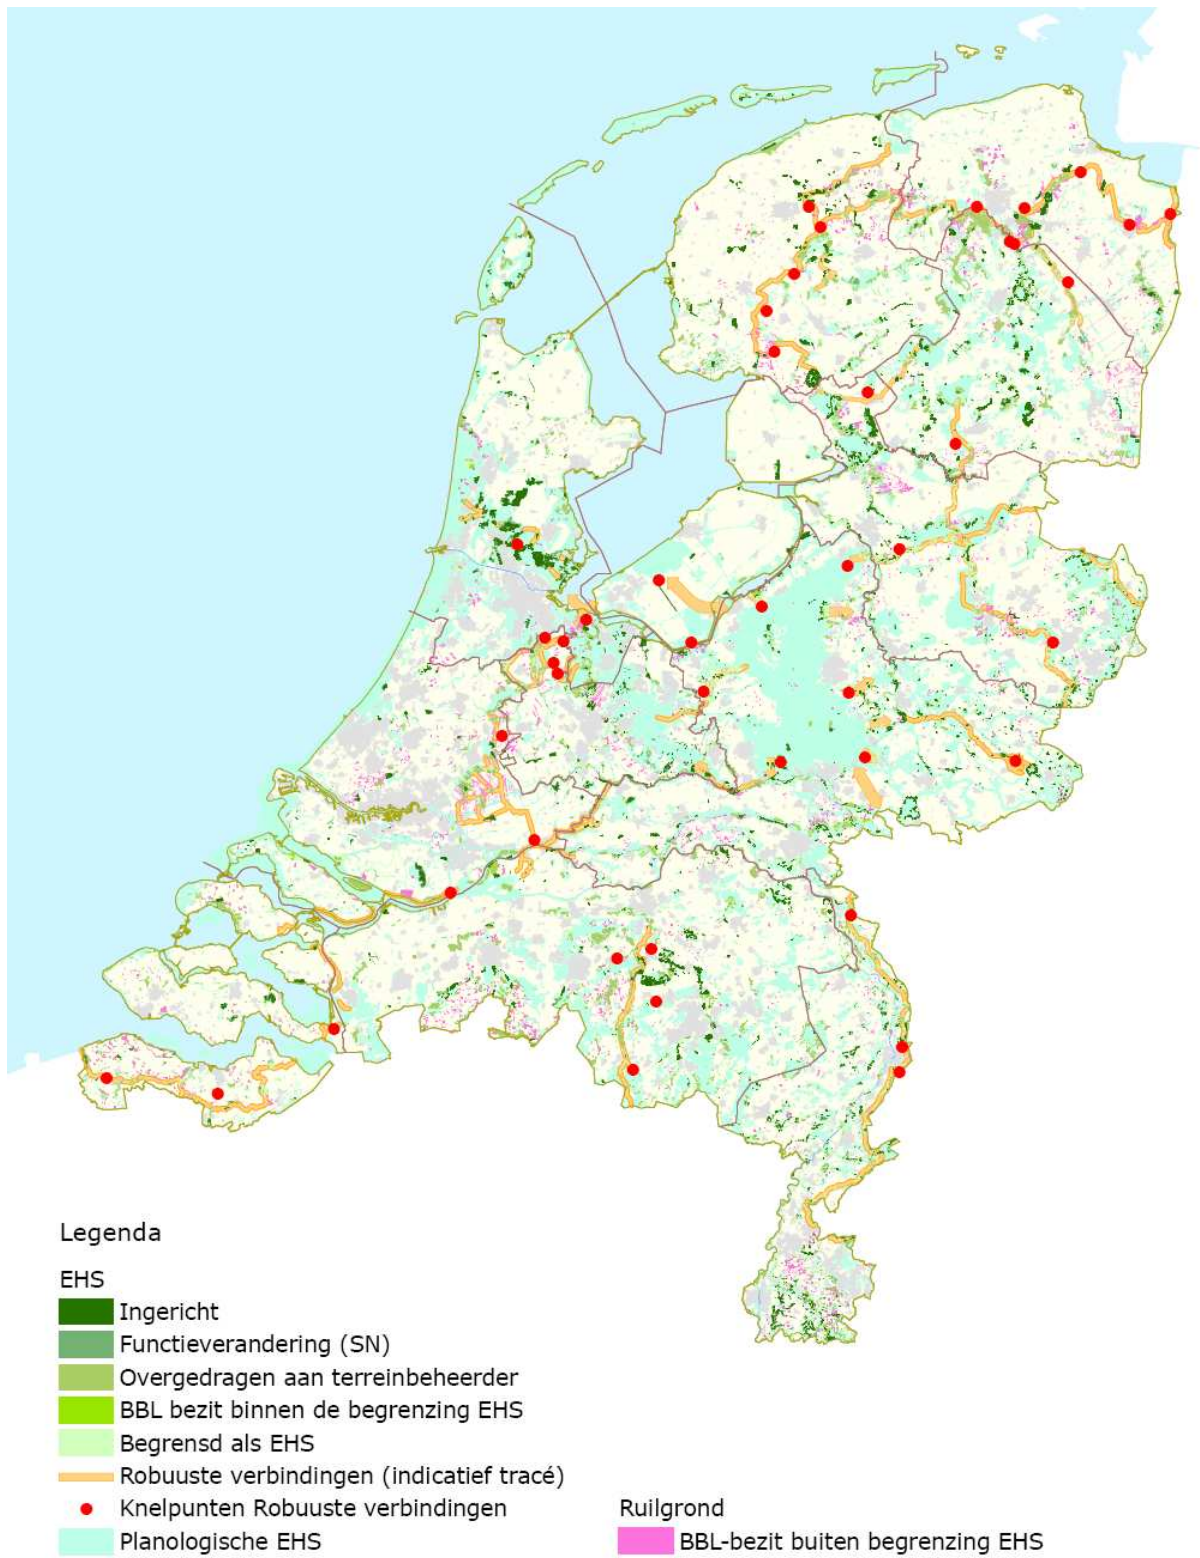 Legenda
EHS
Ingericht
Functieverandering (SN)
Overgedragen aan terreinbeheerder
BBL bezit binnen de begrenzing EHS
Begrensd als EHS
Robuuste verbindingen (indicatief tracé)
Knelpunten Robuuste verbindingen
Planologische EHS
Ruilgrond
BBL-bezit buiten begrenzing EHS